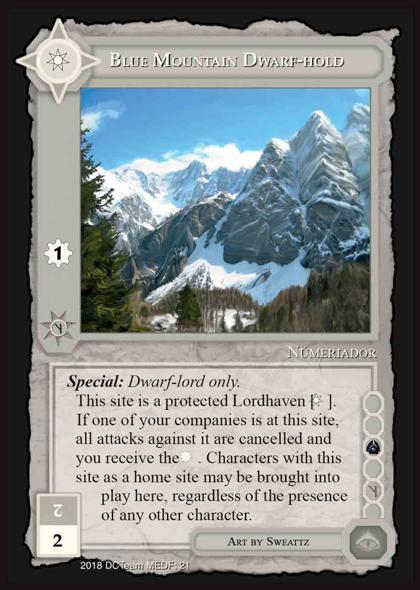 Blue Mountain Dwarf-hold
1
Númeriador
Special: Dwarf-lord only.
This site is a protected Lordhaven [ ].
If one of your companies is at this site,
all attacks against it are cancelled and
you receive the . Characters with this
site as a home site may be brought into
play here, regardless of the presence
of any other character.
2
2
Art by Sweattz
2018 DCTeam MEDF: 21